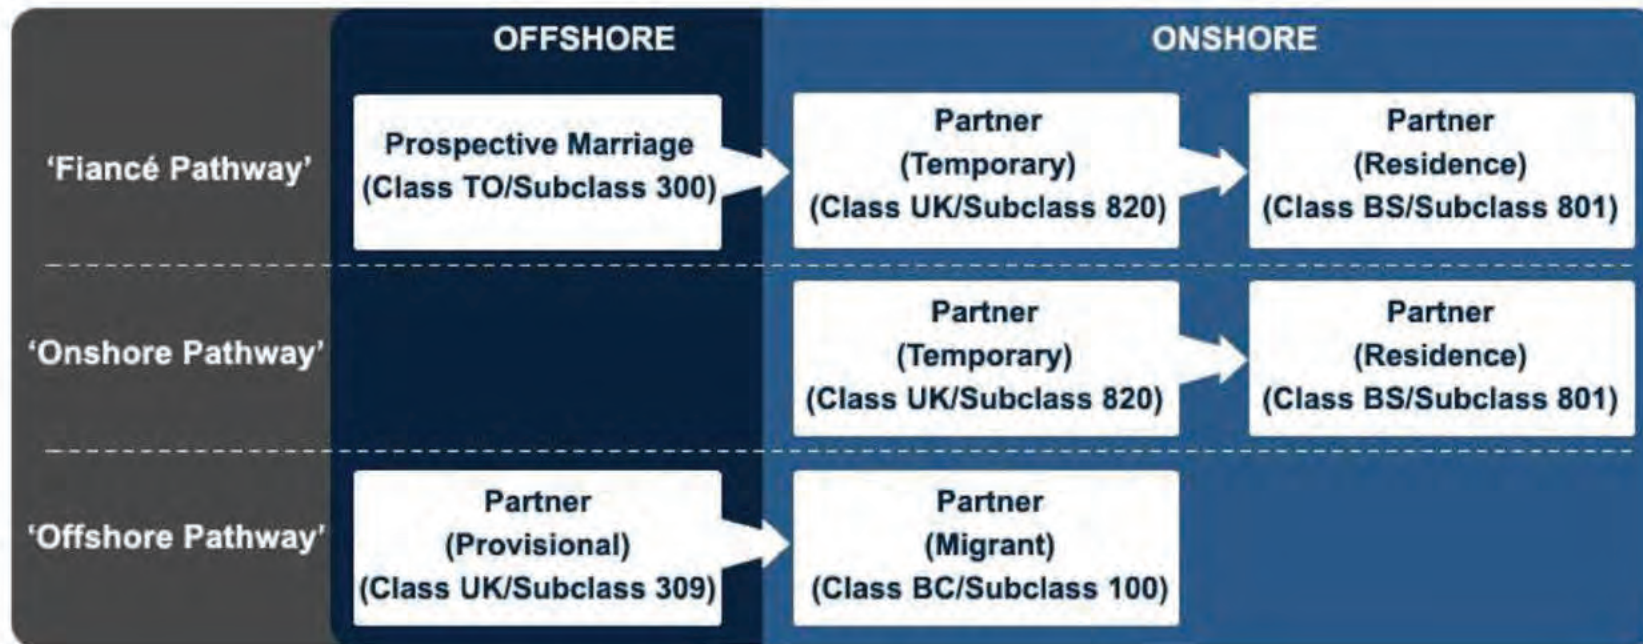 OFFSHORE
ONSHORE
‘Fiancé Pathway’
Prospective Marriage
(Class TO/Subclass 300)
Partner
(Temporary)
(Class UK/Subclass 820)
Partner
(Residence)
(Class BS/Subclass 801)
‘Onshore Pathway’
Partner
(Temporary)
(Class UK/Subclass 820)
Partner
(Residence)
(Class BS/Subclass 801)
‘Offshore Pathway’
Partner
(Provisional)
(Class UK/Subclass 309)
Partner
(Migrant)
(Class BC/Subclass 100)